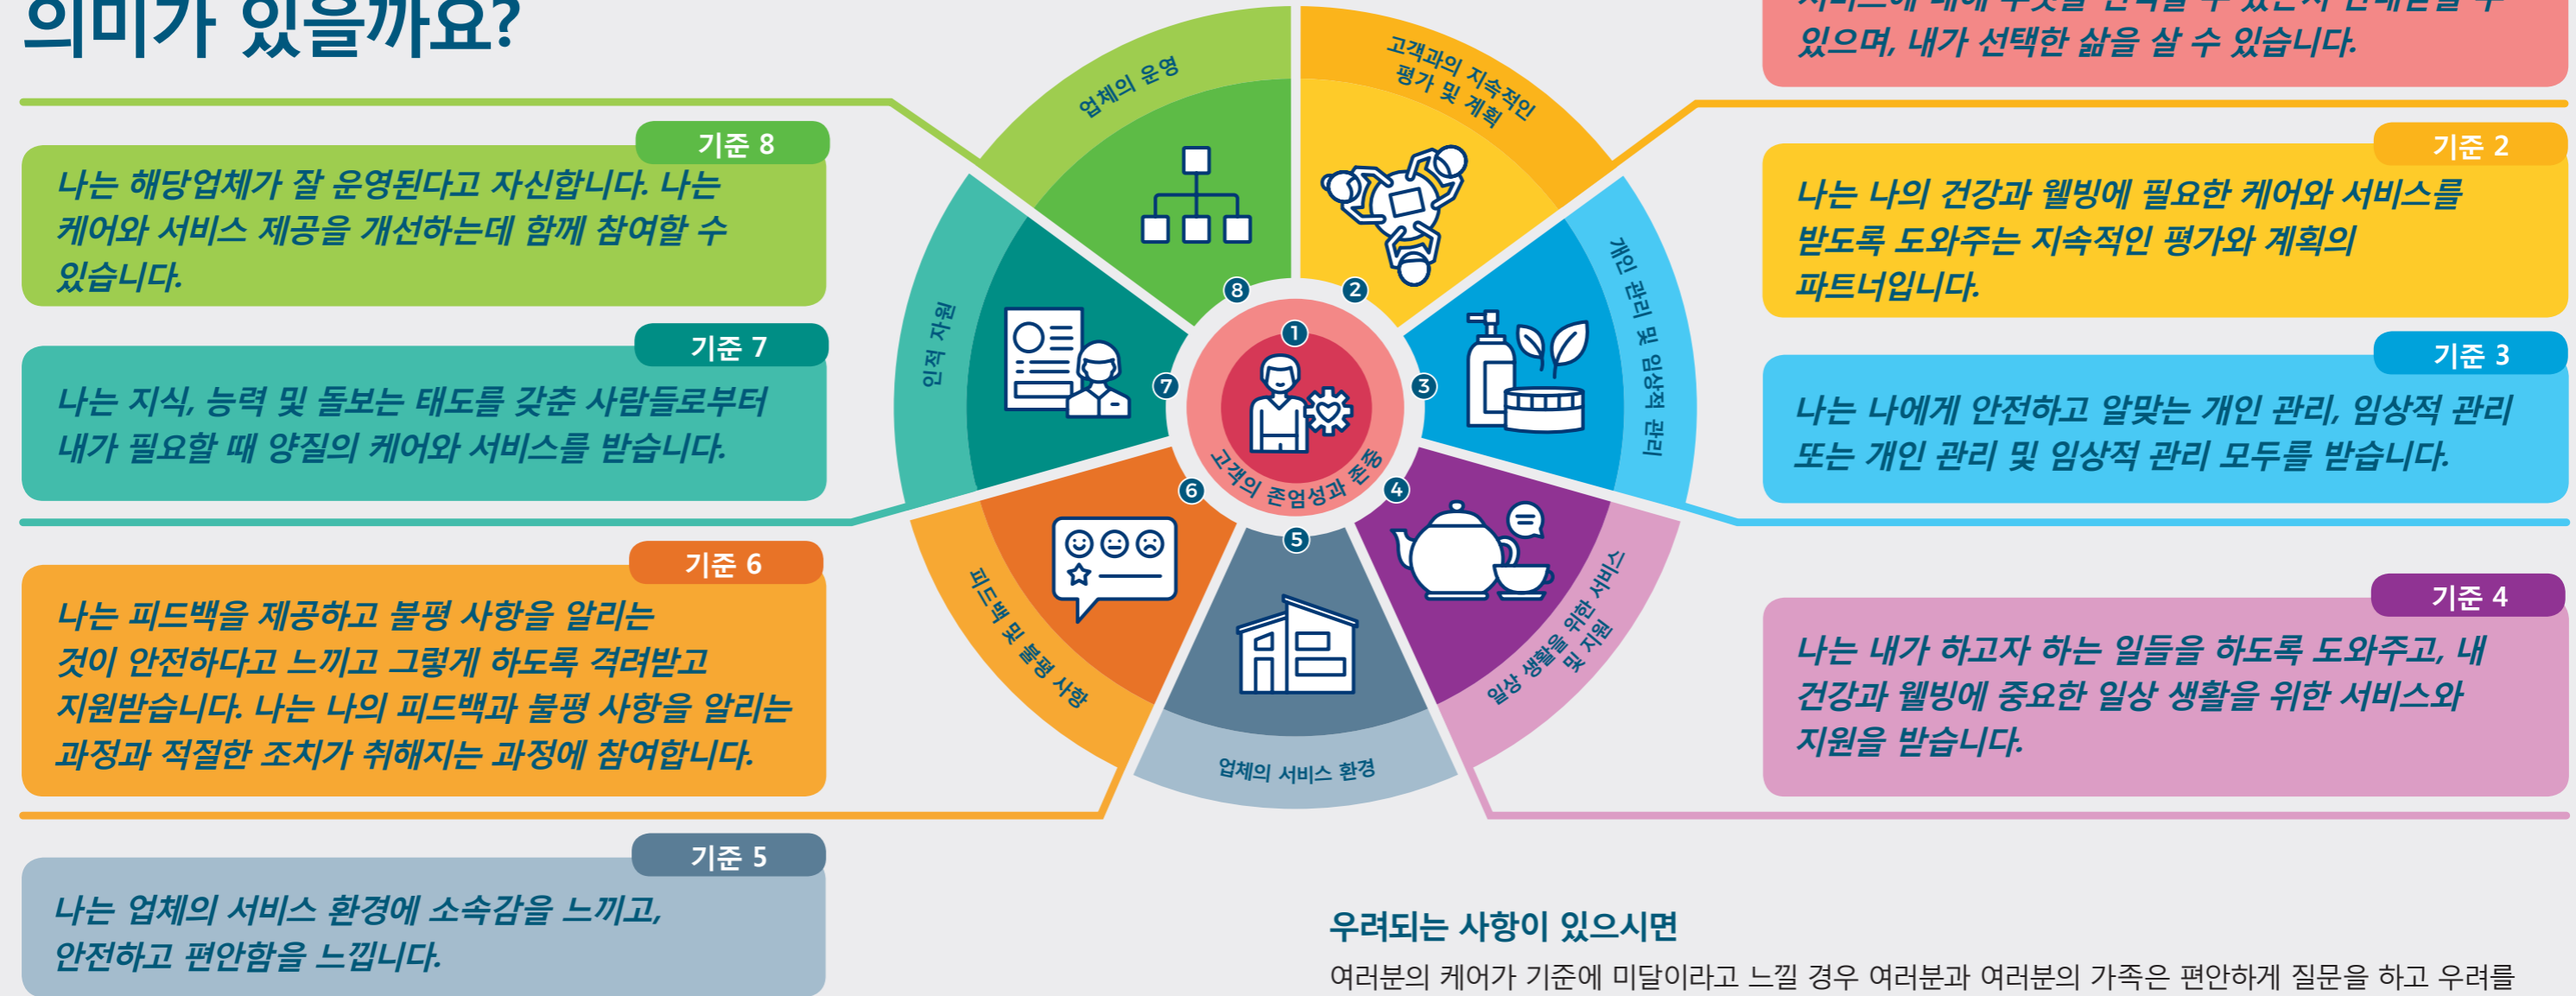 의미가 있을까요?
있으며, 내가 선택한 삶을 살 수 있습니다.
기준 8
나는 해당업체가 잘 운영된다고 자신합니다. 나는
케어와 서비스 제공을 개선하는데 함께 참여할 수
있습니다.
기준 7
나는 지식, 능력 및 돌보는 태도를 갖춘 사람들로부터
내가 필요할 때 양질의 케어와 서비스를 받습니다.
기준 6
나는 피드백을 제공하고 불평 사항을 알리는
것이 안전하다고 느끼고 그렇게 하도록 격려받고
지원받습니다. 나는 나의 피드백과 불평 사항을 알리는
과정과 적절한 조치가 취해지는 과정에 참여합니다.
기준 5
나는 업체의 서비스 환경에 소속감을 느끼고,
안전하고 편안함을 느낍니다.
업체의 운영
고객과의 지속적인
평가 및 계획
개인 관리 및 임상적 관리
일상 생활을 위한 서비스
및 지원
업체의 서비스 환경
피드백 및 불평 사항
인적 자원
8
2
1
7
3
6
4
5
고객의 존엄성과 존중
기준 2
나는 나의 건강과 웰빙에 필요한 케어와 서비스를
받도록 도와주는 지속적인 평가와 계획의
파트너입니다.
기준 3
나는 나에게 안전하고 알맞는 개인 관리, 임상적 관리
또는 개인 관리 및 임상적 관리 모두를 받습니다.
기준 4
나는 내가 하고자 하는 일들을 하도록 도와주고, 내
건강과 웰빙에 중요한 일상 생활을 위한 서비스와
지원을 받습니다.
우려되는 사항이 있으시면
여러분의 케어가 기준에 미달이라고 느낄 경우 여러분과 여러분의 가족은 편안하게 질문을 하고 우려를